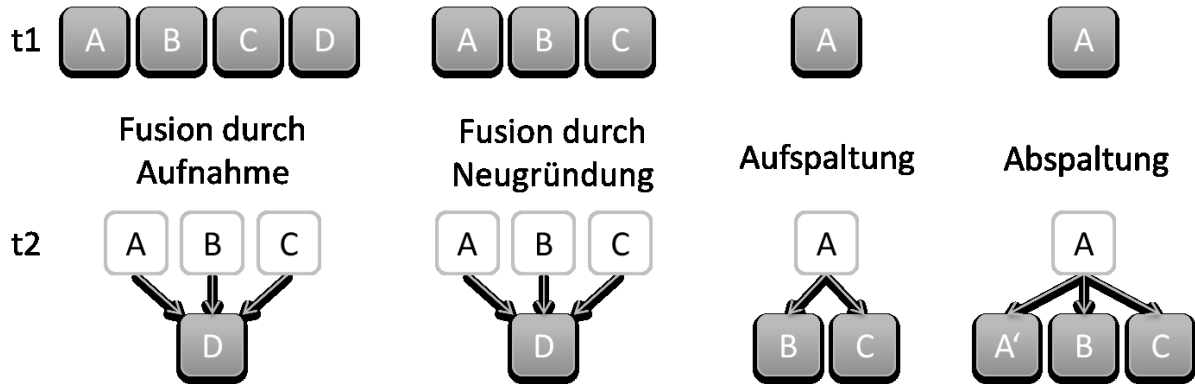 t1 A B C D A B C A A
Fusion durch Fusion durch
Aufnahme Neugründung Aufspaltung Abspaltung
t2 A B C A B C A A
D D B C A‘ B C